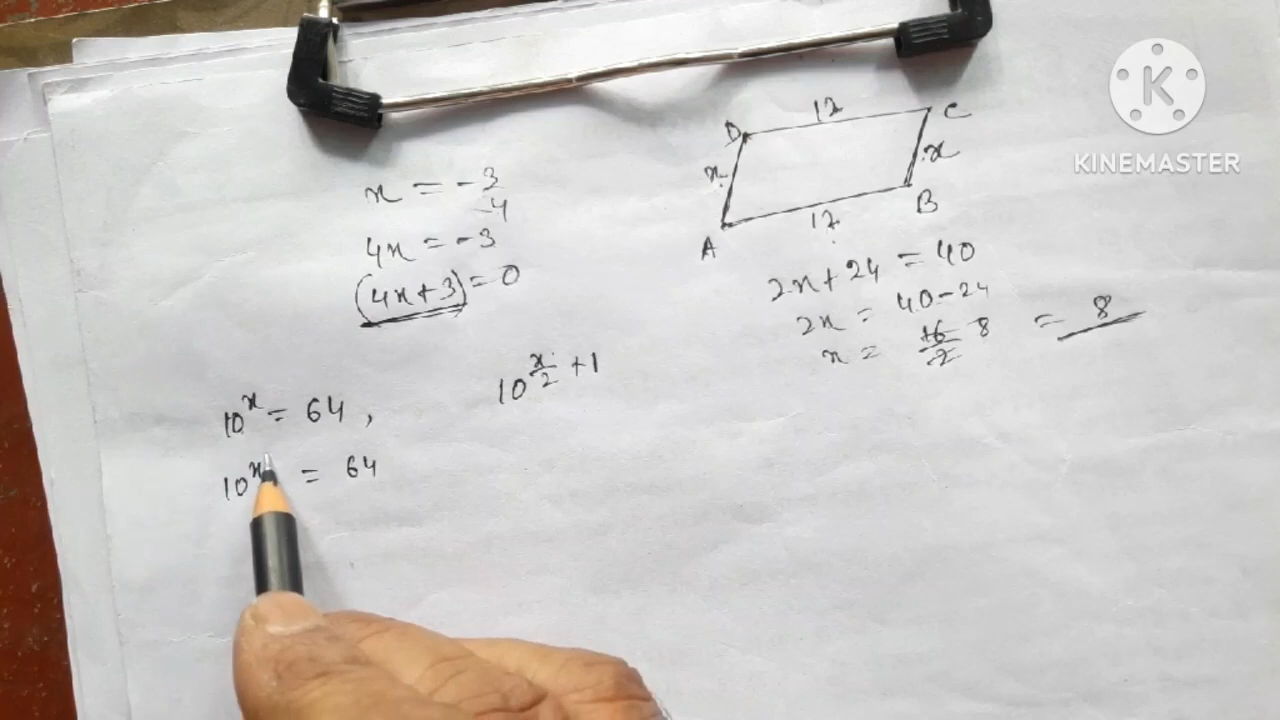 x = -3
-4
4x = -3
(4x+3) = 0
D 12 C
x x
A 12 B
2x + 24 = 40
2x = 40-24
x = 16/2 8 = 8
10^x = 64, 10^(x/2 + 1)
10^x = 64
K
KINEMASTER